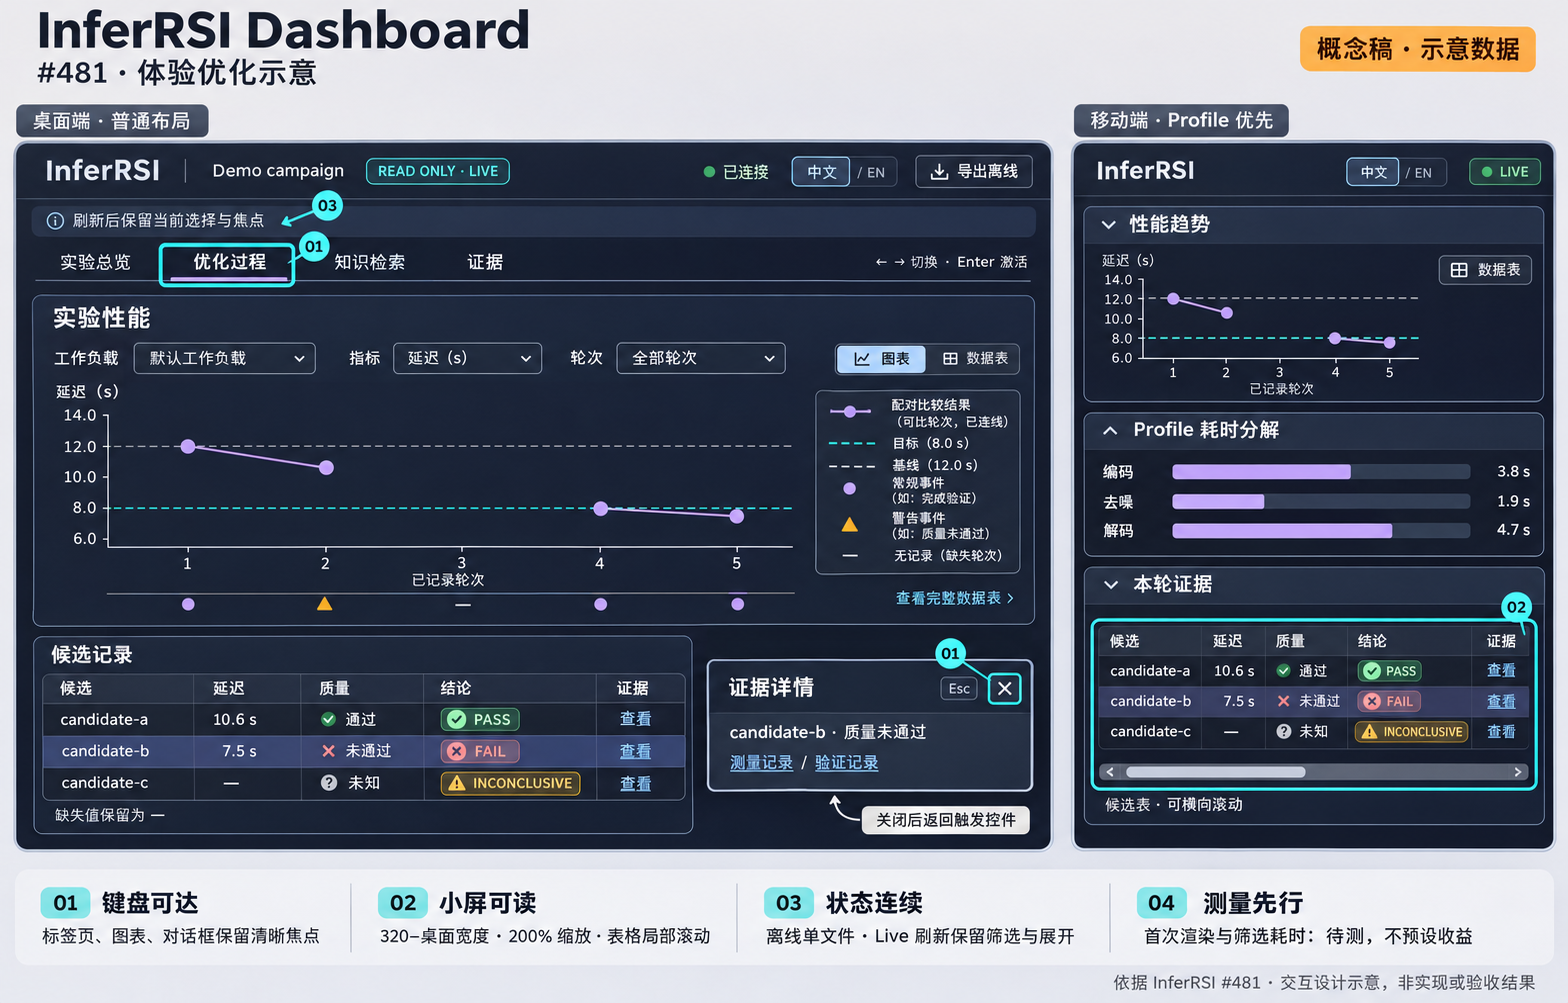 InferRSI Dashboard
#481 · 体验优化示意
概念稿 · 示意数据
桌面端 · 普通布局
InferRSI
Demo campaign
READ ONLY · LIVE
已连接
中文 / EN
导出离线
刷新后保留当前选择与焦点
03
实验总览
优化过程
01
知识检索
证据
← → 切换 · Enter 激活
实验性能
工作负载
默认工作负载
指标
延迟（s）
轮次
全部轮次
图表
数据表
延迟（s）
14.0
12.0
10.0
8.0
6.0
1 2 3 4 5
已记录轮次
—
配对比较结果
（可比轮次，已连线）
目标（8.0 s）
基线（12.0 s）
常规事件
（如：完成验证）
警告事件
（如：质量未通过）
— 无记录（缺失轮次）
查看完整数据表 >
候选记录
候选 延迟 质量 结论 证据
candidate-a 10.6 s 通过 PASS 查看
candidate-b 7.5 s 未通过 FAIL 查看
candidate-c — ? 未知 INCONCLUSIVE 查看
缺失值保留为 —
01
证据详情
Esc
candidate-b · 质量未通过
测量记录 / 验证记录
关闭后返回触发控件
移动端 · Profile 优先
InferRSI
中文 / EN
LIVE
性能趋势
延迟（s）
数据表
14.0
12.0
10.0
8.0
6.0
1 2 3 4 5
已记录轮次
Profile 耗时分解
编码 3.8 s
去噪 1.9 s
解码 4.7 s
本轮证据
02
候选 延迟 质量 结论 证据
candidate-a 10.6 s 通过 PASS 查看
candidate-b 7.5 s 未通过 FAIL 查看
candidate-c — ? 未知 INCONCLUSIVE 查看
候选表 · 可横向滚动
01 键盘可达
标签页、图表、对话框保留清晰焦点
02 小屏可读
320–桌面宽度 · 200% 缩放 · 表格局部滚动
03 状态连续
离线单文件 · Live 刷新保留筛选与展开
04 测量先行
首次渲染与筛选耗时：待测，不预设收益
依据 InferRSI #481 · 交互设计示意，非实现或验收结果